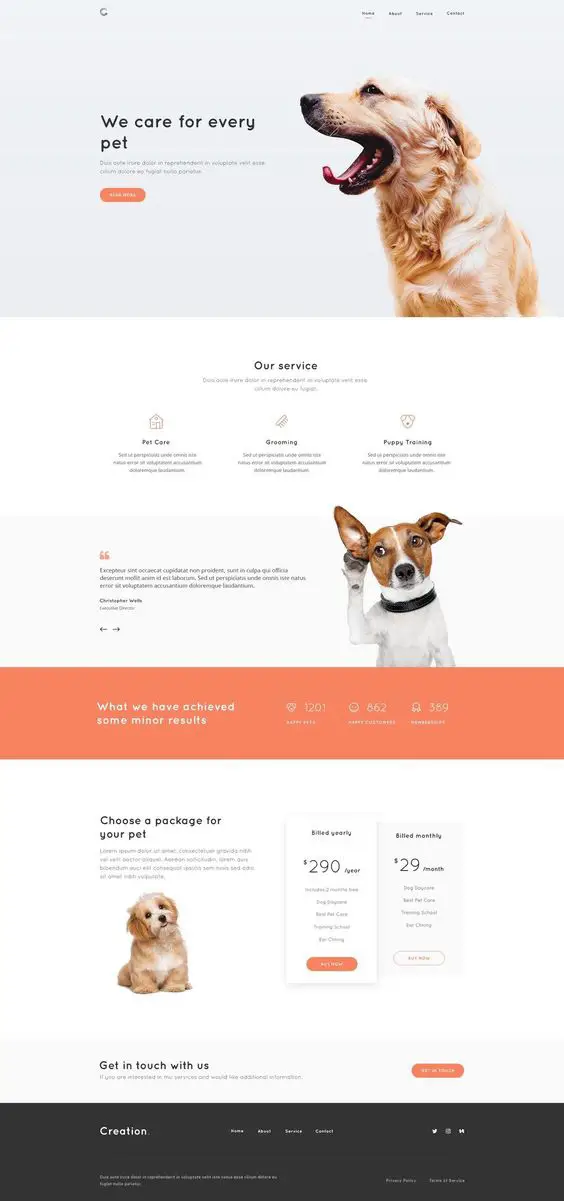 Home About Service Contact
We care for every
pet
Duis aute irure dolor in reprehenderit in voluptate velit esse
cillum dolore eu fugiat nulla pariatur.
READ MORE
Our service
Duis aute irure dolor in reprehenderit in voluptate velit esse
cillum dolore eu fugiat.
Pet Care
Sed ut perspiciatis unde omnis iste
natus error sit voluptatem accusantium
doloremque laudantium.
Grooming
Sed ut perspiciatis unde omnis iste
natus error sit voluptatem accusantium
doloremque laudantium.
Puppy Training
Sed ut perspiciatis unde omnis iste
natus error sit voluptatem accusantium
doloremque laudantium.
Excepteur sint occaecat cupidatat non proident, sunt in culpa qui officia
deserunt mollit anim id est laborum. Sed ut perspiciatis unde omnis iste natus
error sit voluptatem accusantium doloremque laudantium.
Christopher Wells
Executive Director
What we have achieved
some minor results
1201
HAPPY PETS
862
HAPPY CUSTOMERS
389
MEMBERSHIPS
Choose a package for
your pet
Lorem ipsum dolor sit amet, consectetuer gravida nibh
vel velit auctor aliquet. Aenean sollicitudin, lorem quis
bibendum auci elit consequat ipsutis sem nibh sed odio
sit amet nibh vulputate.
Billed yearly
$290 /year
Includes 2 months free
Dog Daycare
Best Pet Care
Training School
Ear Clining
BUY NOW
Billed monthly
$29 /month
Dog Daycare
Best Pet Care
Training School
Ear Clining
BUY NOW
Get in touch with us
If you are interested in my services and would like additional information.
GET IN TOUCH
Creation.
Home About Service Contact
Duis aute irure dolor in reprehenderit in voluptate velit esse cillum dolore eu
fugiat nulla pariatur.
Privacy Policy Terms of Service